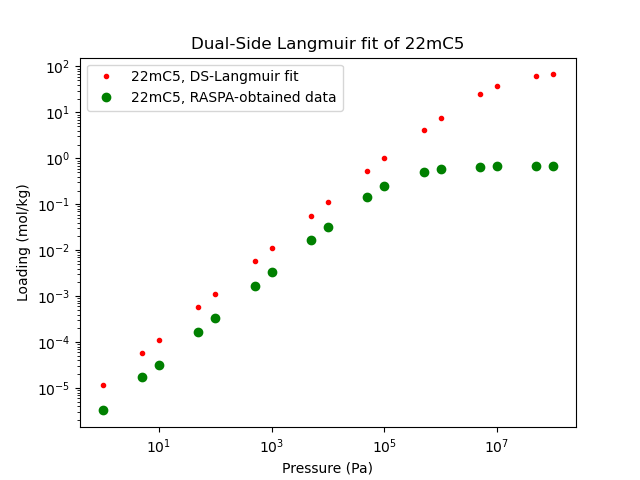 Dual-Side Langmuir fit of 22mC5
22mC5, DS-Langmuir fit
22mC5, RASPA-obtained data
Loading (mol/kg)
10²
10¹
10⁰
10⁻¹
10⁻²
10⁻³
10⁻⁴
10⁻⁵
10¹ 10³ 10⁵ 10⁷
Pressure (Pa)